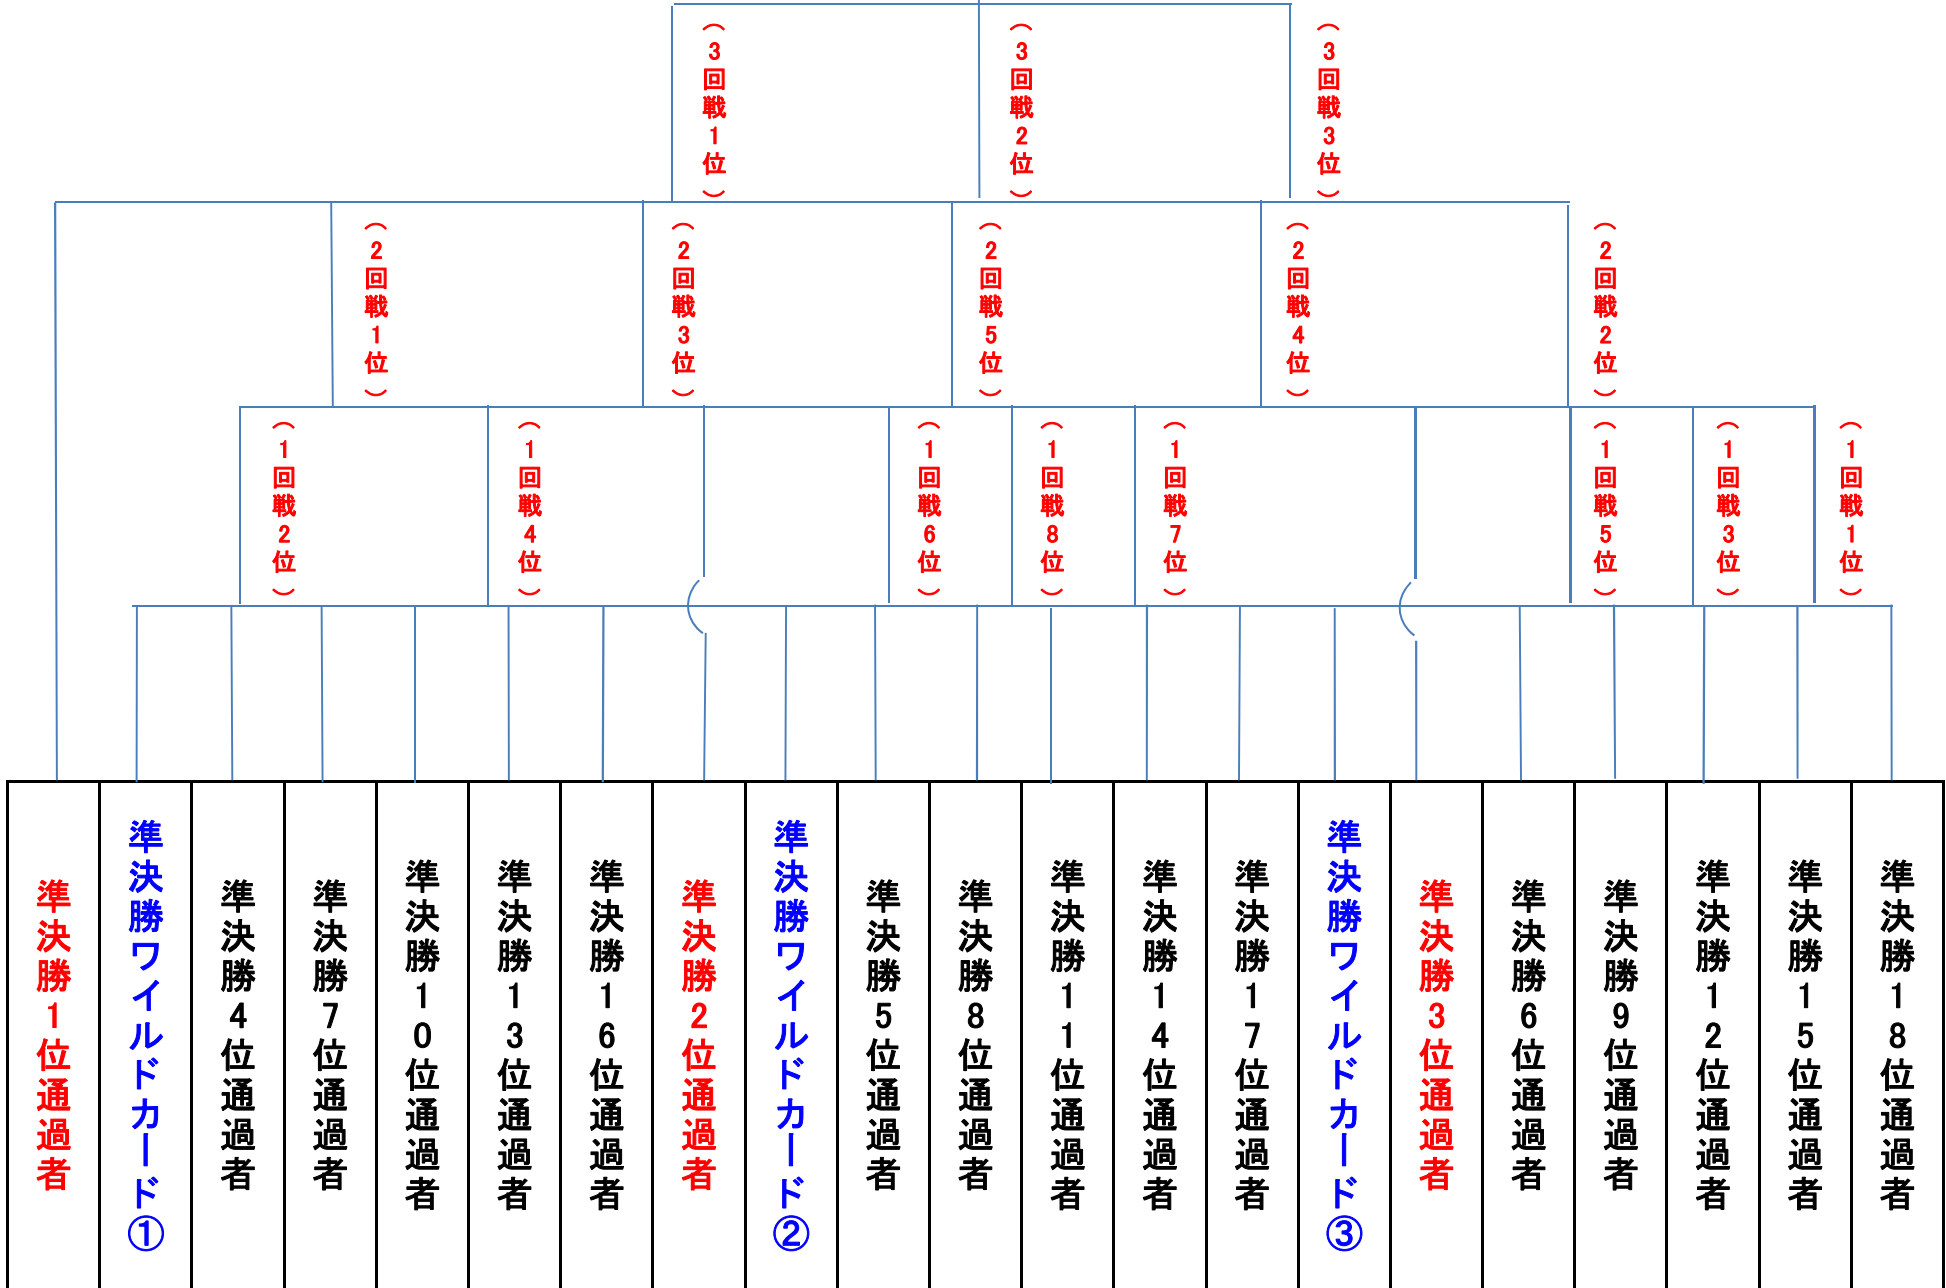 （3回戦1位）
（3回戦2位）
（3回戦3位）
（2回戦1位）
（2回戦3位）
（2回戦5位）
（2回戦4位）
（2回戦2位）
（1回戦2位）
（1回戦4位）
（1回戦6位）
（1回戦8位）
（1回戦7位）
（1回戦5位）
（1回戦3位）
（1回戦1位）
準決勝1位通過者
準決勝ワイルドカード①
準決勝4位通過者
準決勝7位通過者
準決勝10位通過者
準決勝13位通過者
準決勝16位通過者
準決勝2位通過者
準決勝ワイルドカード②
準決勝5位通過者
準決勝8位通過者
準決勝11位通過者
準決勝14位通過者
準決勝17位通過者
準決勝ワイルドカード③
準決勝3位通過者
準決勝6位通過者
準決勝9位通過者
準決勝12位通過者
準決勝15位通過者
準決勝18位通過者